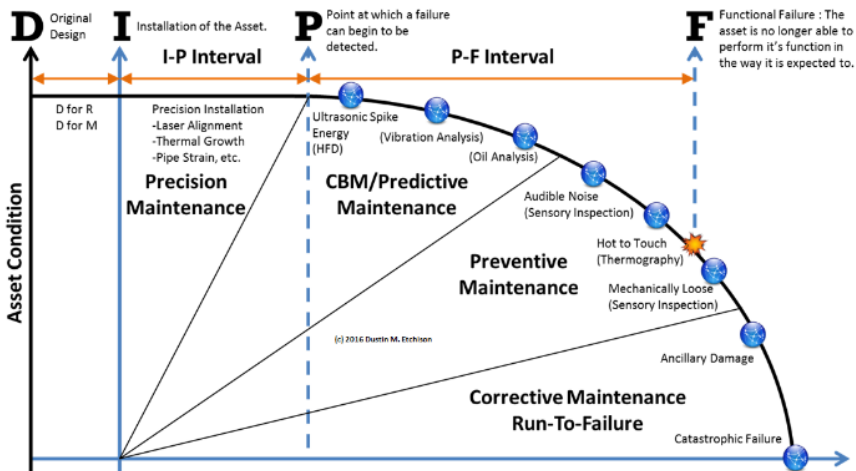 D
Original
Design
I
Installation of the Asset.
P
Point at which a failure
can begin to be
detected.
F
Functional Failure : The
asset is no longer able to
perform it's function in
the way it is expected to.
I-P Interval
P-F Interval
D for R
D for M
Precision Installation
-Laser Alignment
-Thermal Growth
-Pipe Strain, etc.
Precision
Maintenance
Ultrasonic Spike
Energy
(HFD)
(Vibration Analysis)
(Oil Analysis)
CBM/Predictive
Maintenance
Audible Noise
(Sensory Inspection)
Hot to Touch
(Thermography)
Preventive
Maintenance
Mechanically Loose
(Sensory Inspection)
Asset Condition
(c) 2016 Dustin M. Etchison
Ancillary Damage
Corrective Maintenance
Run-To-Failure
Catastrophic Failure